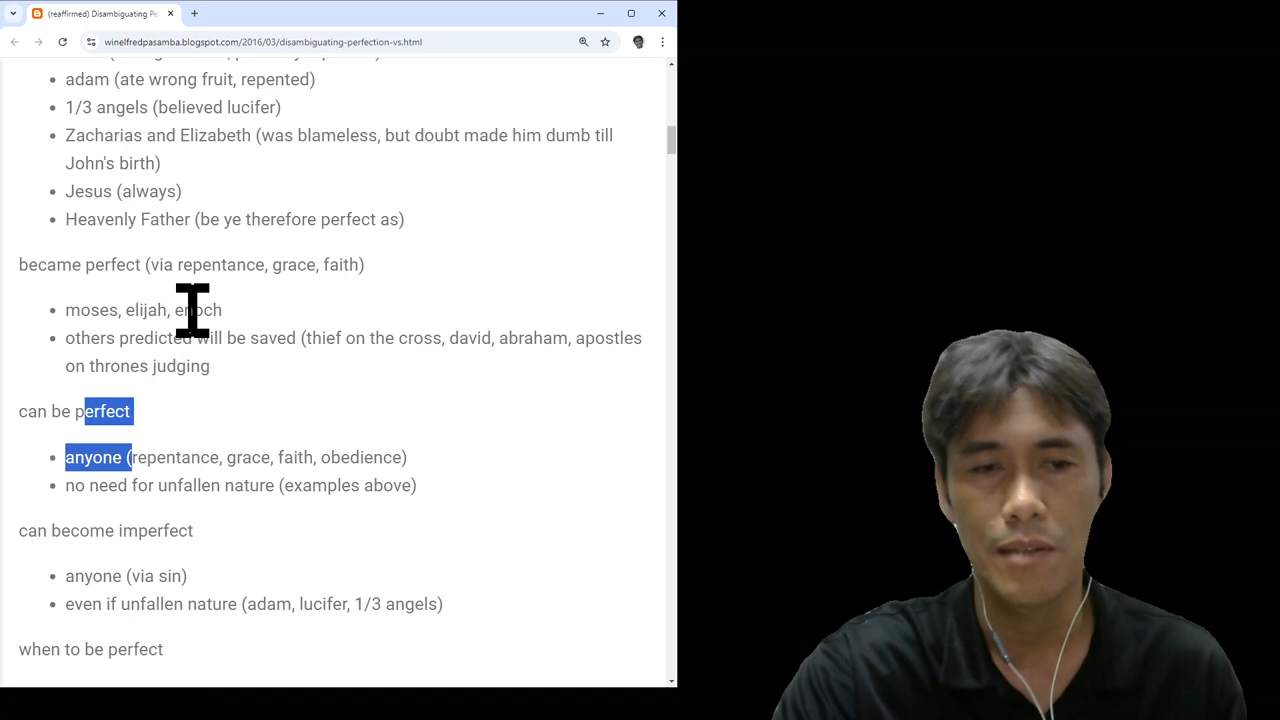 (reaffirmed) Disambiguating Pe
winelfredpasamba.blogspot.com/2016/03/disambiguating-perfection-vs.html
adam (ate wrong fruit, repented)
1/3 angels (believed lucifer)
Zacharias and Elizabeth (was blameless, but doubt made him dumb till
John's birth)
Jesus (always)
Heavenly Father (be ye therefore perfect as)
became perfect (via repentance, grace, faith)
moses, elijah, enoch
others predicted will be saved (thief on the cross, david, abraham, apostles
on thrones judging
can be perfect
anyone (repentance, grace, faith, obedience)
no need for unfallen nature (examples above)
can become imperfect
anyone (via sin)
even if unfallen nature (adam, lucifer, 1/3 angels)
when to be perfect